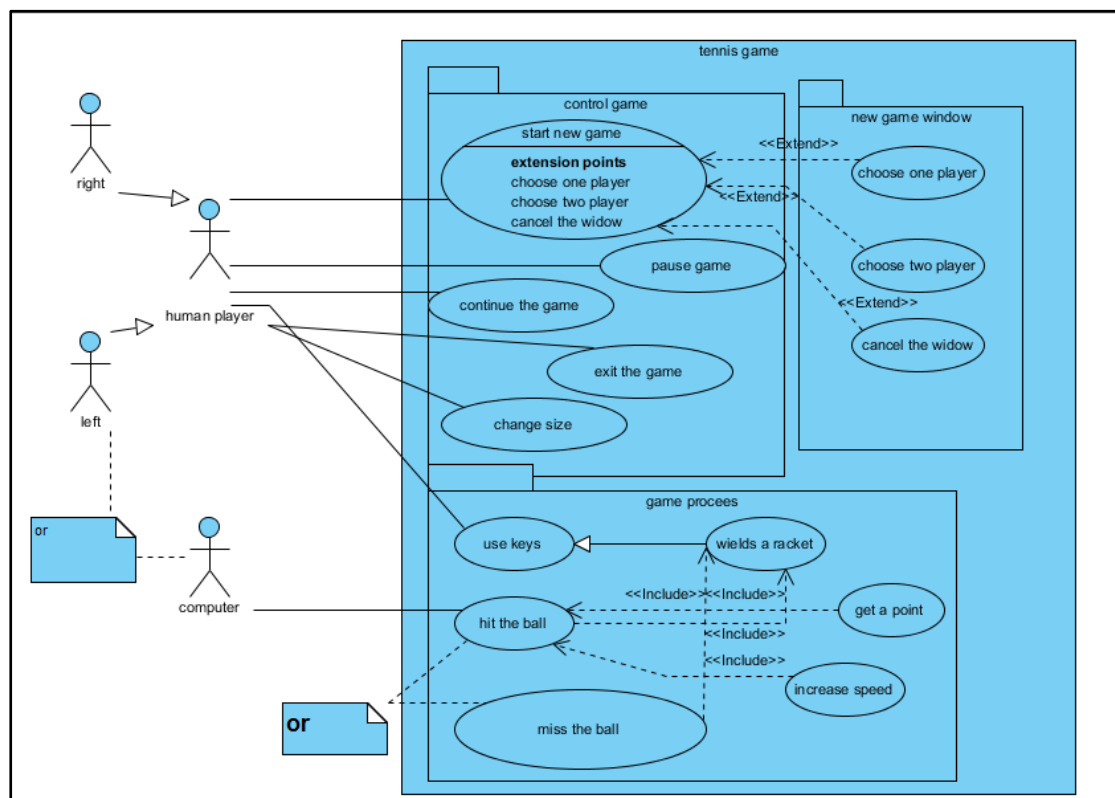 tennis game
control game
new game window
start new game
extension points
choose one player
choose two player
cancel the widow
<<Extend>>
choose one player
<<Extend>>
choose two player
<<Extend>>
cancel the widow
pause game
continue the game
exit the game
change size
right
human player
left
or
computer
game procees
use keys
wields a racket
<<Include>>
<<Include>>
get a point
hit the ball
<<Include>>
<<Include>>
increase speed
or
miss the ball